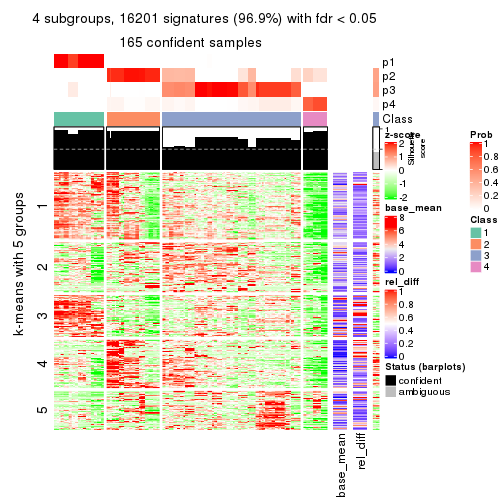 4 subgroups, 16201 signatures (96.9%) with fdr < 0.05
165 confident samples
p1
p2
p3
p4
Class
1
Silhouette
score
k-means with 5 groups
1
2
3
4
5
base_mean
rel_diff
z-score
2
1
0
-1
-2
base_mean
8
6
4
2
0
rel_diff
1
0.8
0.6
0.4
0.2
0
Status (barplots)
confident
ambiguous
Prob
1
0.8
0.6
0.4
0.2
0
Class
1
2
3
4